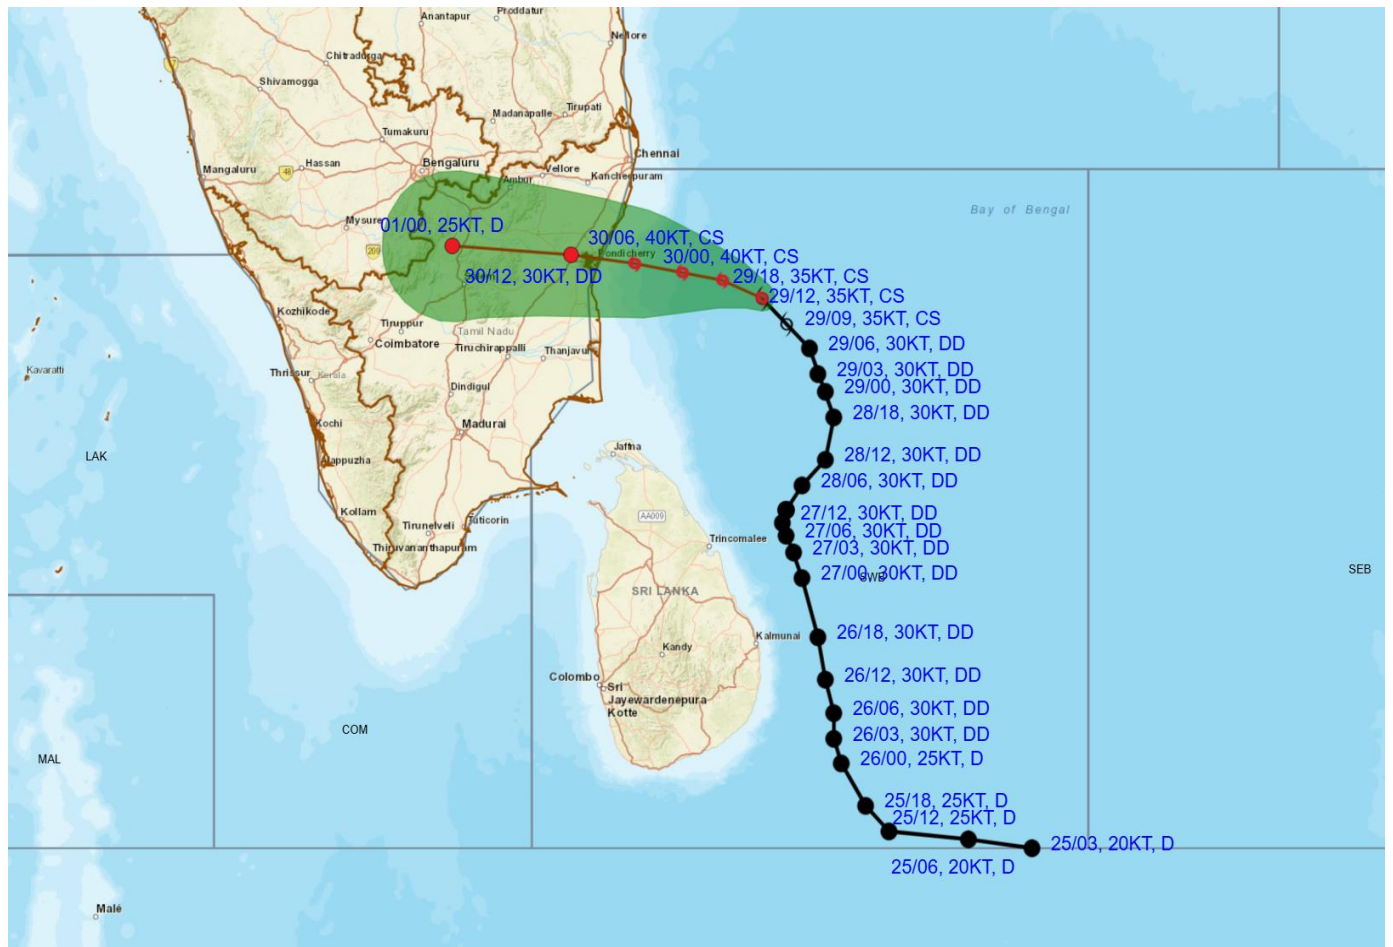 Anantapur
Proddatur
Nellore
Chitradurga
Shivamogga
Madanapalle
Tirupati
Tumakuru
Chennai
Bengaluru
Hassan
Mangaluru
48
Vellore
Ambur
Kancheepuram
Bay of Bengal
Mysuru
01/00, 25KT, D
30/06, 40KT, CS
209
Pondicherry
30/00, 40KT, CS
30/12, 30KT, DD
Salem
29/18, 35KT, CS
29/12, 35KT, CS
Kozhikode
29/09, 35KT, CS
Tiruppur
Tamil Nadu
Coimbatore
Tiruchirappalli
Thanjavur
29/06, 30KT, DD
Kavaratti
Thrissur
Kerala
29/03, 30KT, DD
Dindigul
29/00, 30KT, DD
28/18, 30KT, DD
Kochi
Madurai
LAK
Jaffna
Alappuzha
28/12, 30KT, DD
28/06, 30KT, DD
Kollam
AA009
27/12, 30KT, DD
Tirunelveli
Tuticorin
27/06, 30KT, DD
Trincomalee
Thiruvananthapuram
27/03, 30KT, DD
27/00, 30KT, DD
SWB
SEB
SRI LANKA
26/18, 30KT, DD
Kalmunai
Kandy
Colombo
26/12, 30KT, DD
Sri
Jayewardenepura
Kotte
26/06, 30KT, DD
COM
26/03, 30KT, DD
MAL
26/00, 25KT, D
25/18, 25KT, D
25/12, 25KT, D
25/03, 20KT, D
25/06, 20KT, D
Malé